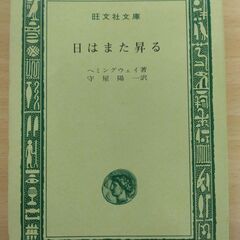 旺文社文庫
日はまた昇る
ヘミングウェイ著
守屋陽一訳